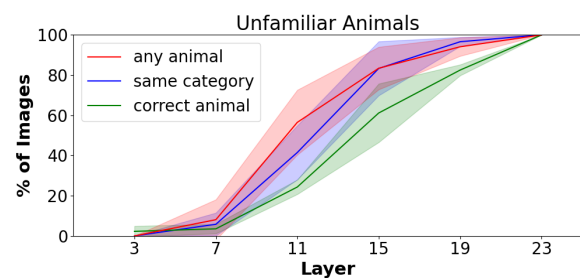 Unfamiliar Animals
% of Images
100
80
60
40
20
0
any animal
same category
correct animal
3 7 11 15 19 23
Layer